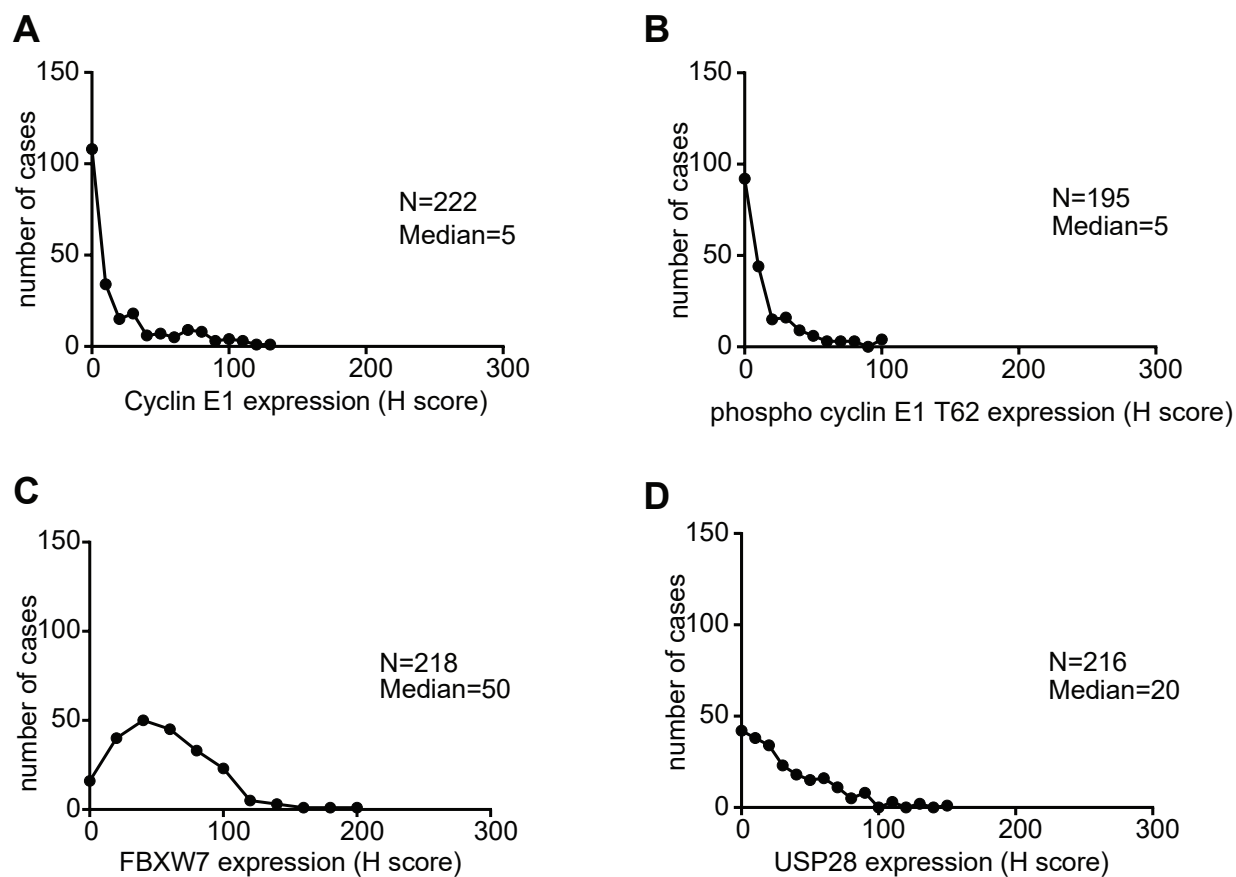 A
150
100
50
0
number of cases
N=222
Median=5
0 100 200 300
Cyclin E1 expression (H score)
B
150
100
50
0
number of cases
N=195
Median=5
0 100 200 300
phospho cyclin E1 T62 expression (H score)
C
150
100
50
0
number of cases
N=218
Median=50
0 100 200 300
FBXW7 expression (H score)
D
150
100
50
0
number of cases
N=216
Median=20
0 100 200 300
USP28 expression (H score)